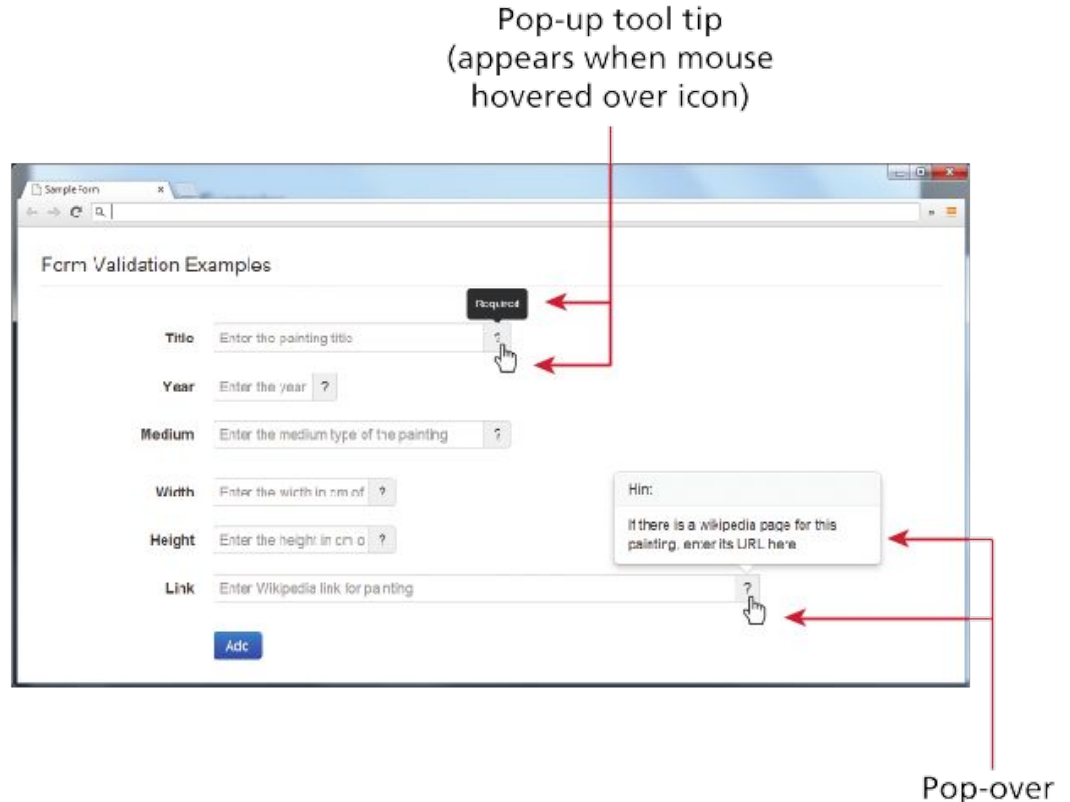 Pop-up tool tip
(appears when mouse
hovered over icon)
Sample Form
Form Validation Examples
Required
Title Enter the painting title ?
Year Enter the year ?
Medium Enter the medium type of the painting ?
Width Enter the width in cm of ?
Height Enter the height in cm o ?
Hint
If there is a wikipedia page for this
painting, enter its URL here
Link Enter Wikipedia link for painting ?
Add
Pop-over